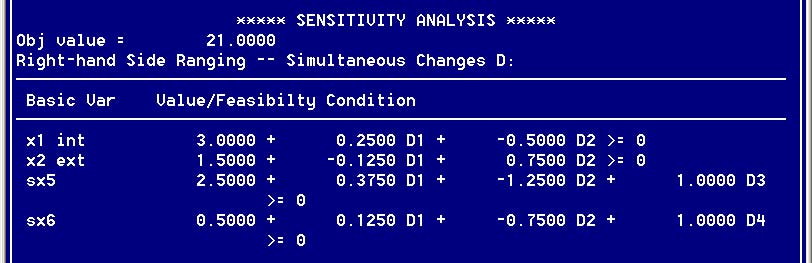 ***** SENSITIVITY ANALYSIS *****
Obj value = 21.0000
Right-hand Side Ranging -- Simultaneous Changes D:
Basic Var Value/Feasibilty Condition
x1 int 3.0000 + 0.2500 D1 + -0.5000 D2 >= 0
x2 ext 1.5000 + -0.1250 D1 + 0.7500 D2 >= 0
sx5 2.5000 + 0.3750 D1 + -1.2500 D2 + 1.0000 D3
>= 0
sx6 0.5000 + 0.1250 D1 + -0.7500 D2 + 1.0000 D4
>= 0